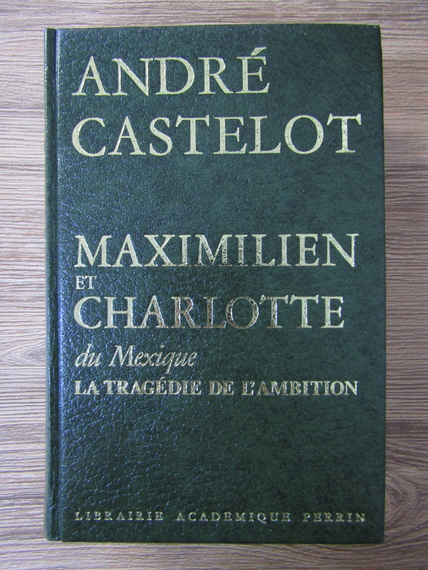 ANDRÉ
CASTELOT
MAXIMILIEN
ET
CHARLOTTE
du Mexique
LA TRAGÉDIE DE L'AMBITION
LIBRAIRIE ACADEMIQUE PERRIN